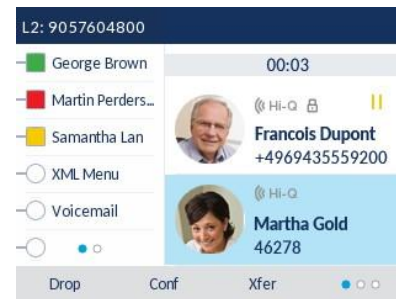 L2: 9057604800
George Brown
00:03
Martin Perders...
Hi-Q
Francois Dupont
+4969435559200
Samantha Lan
XML Menu
Hi-Q
Voicemail
Martha Gold
46278
Drop Conf Xfer